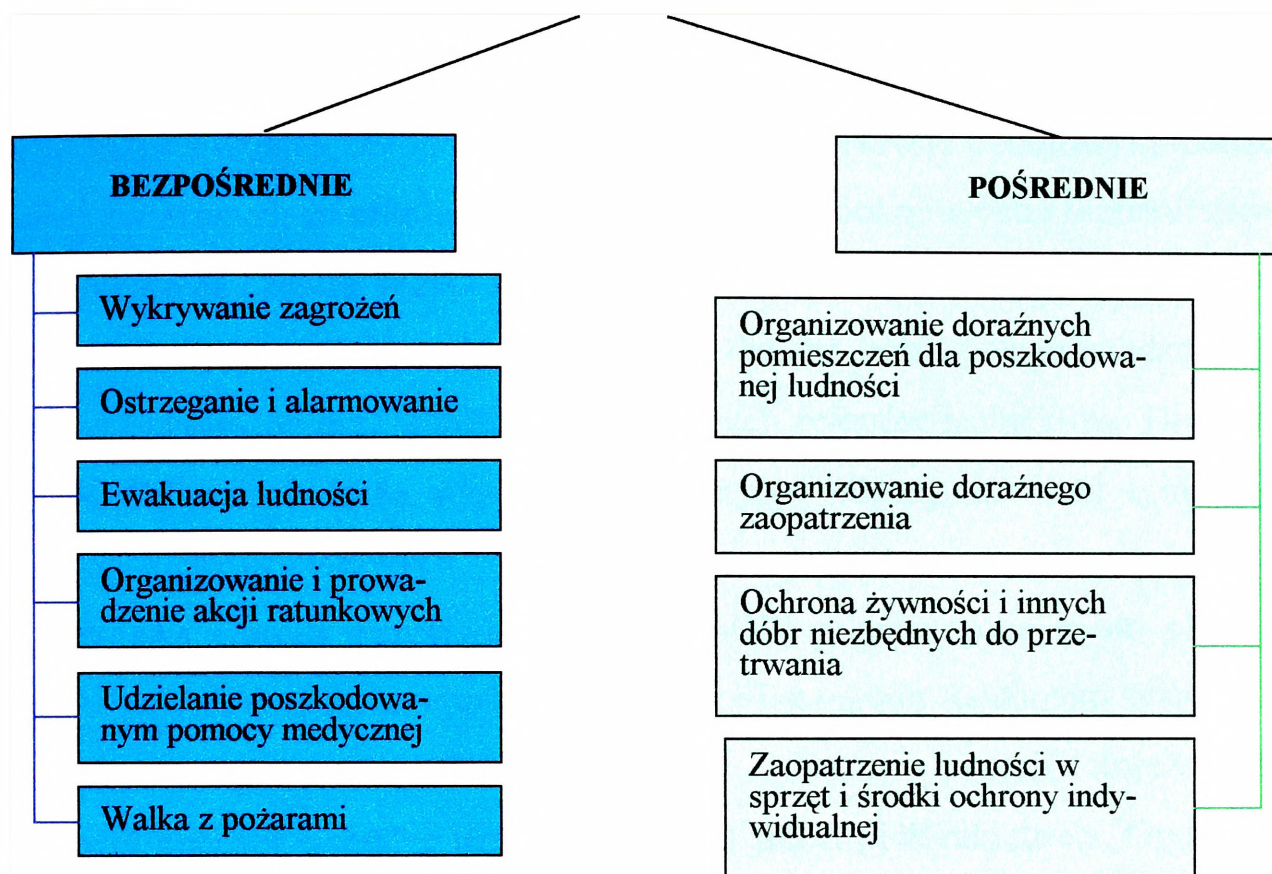 BEZPOŚREDNIE
Wykrywanie zagrożeń
Ostrzeganie i alarmowanie
Ewakuacja ludności
Organizowanie i prowa-
dzenie akcji ratunkowych
Udzielanie poszkodowa-
nym pomocy medycznej
Walka z pożarami
POŚREDNIE
Organizowanie doraźnych
pomieszczeń dla poszkodowa-
nej ludności
Organizowanie doraźnego
zaopatrzenia
Ochrona żywności i innych
dóbr niezbędnych do prze-
trwania
Zaopatrzenie ludności w
sprzęt i środki ochrony indy-
widualnej